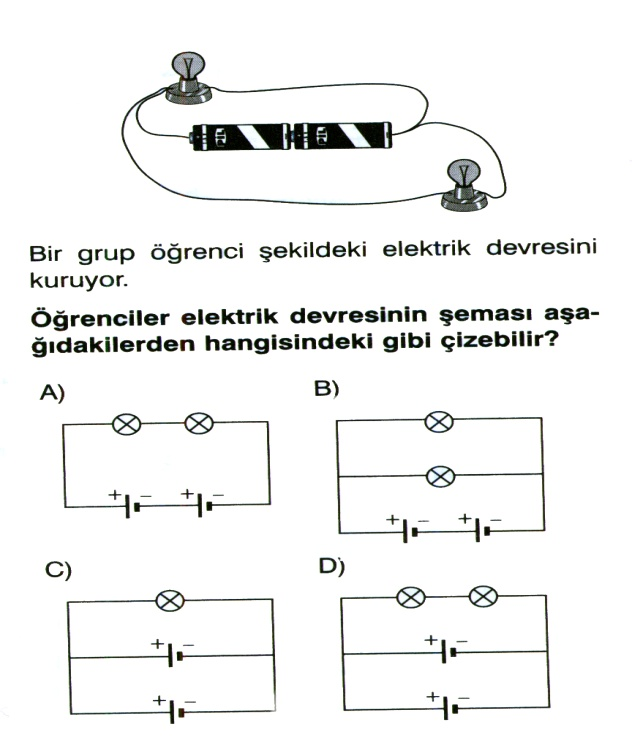 Bir grup öğrenci şekildeki elektrik devresini
kuruyor.
Öğrenciler elektrik devresinin şeması aşa-
ğıdakilerden hangisindeki gibi çizebilir?
A)
+ − + −
B)
+ − + −
C)
+ −
+ −
D)
+ −
+ −